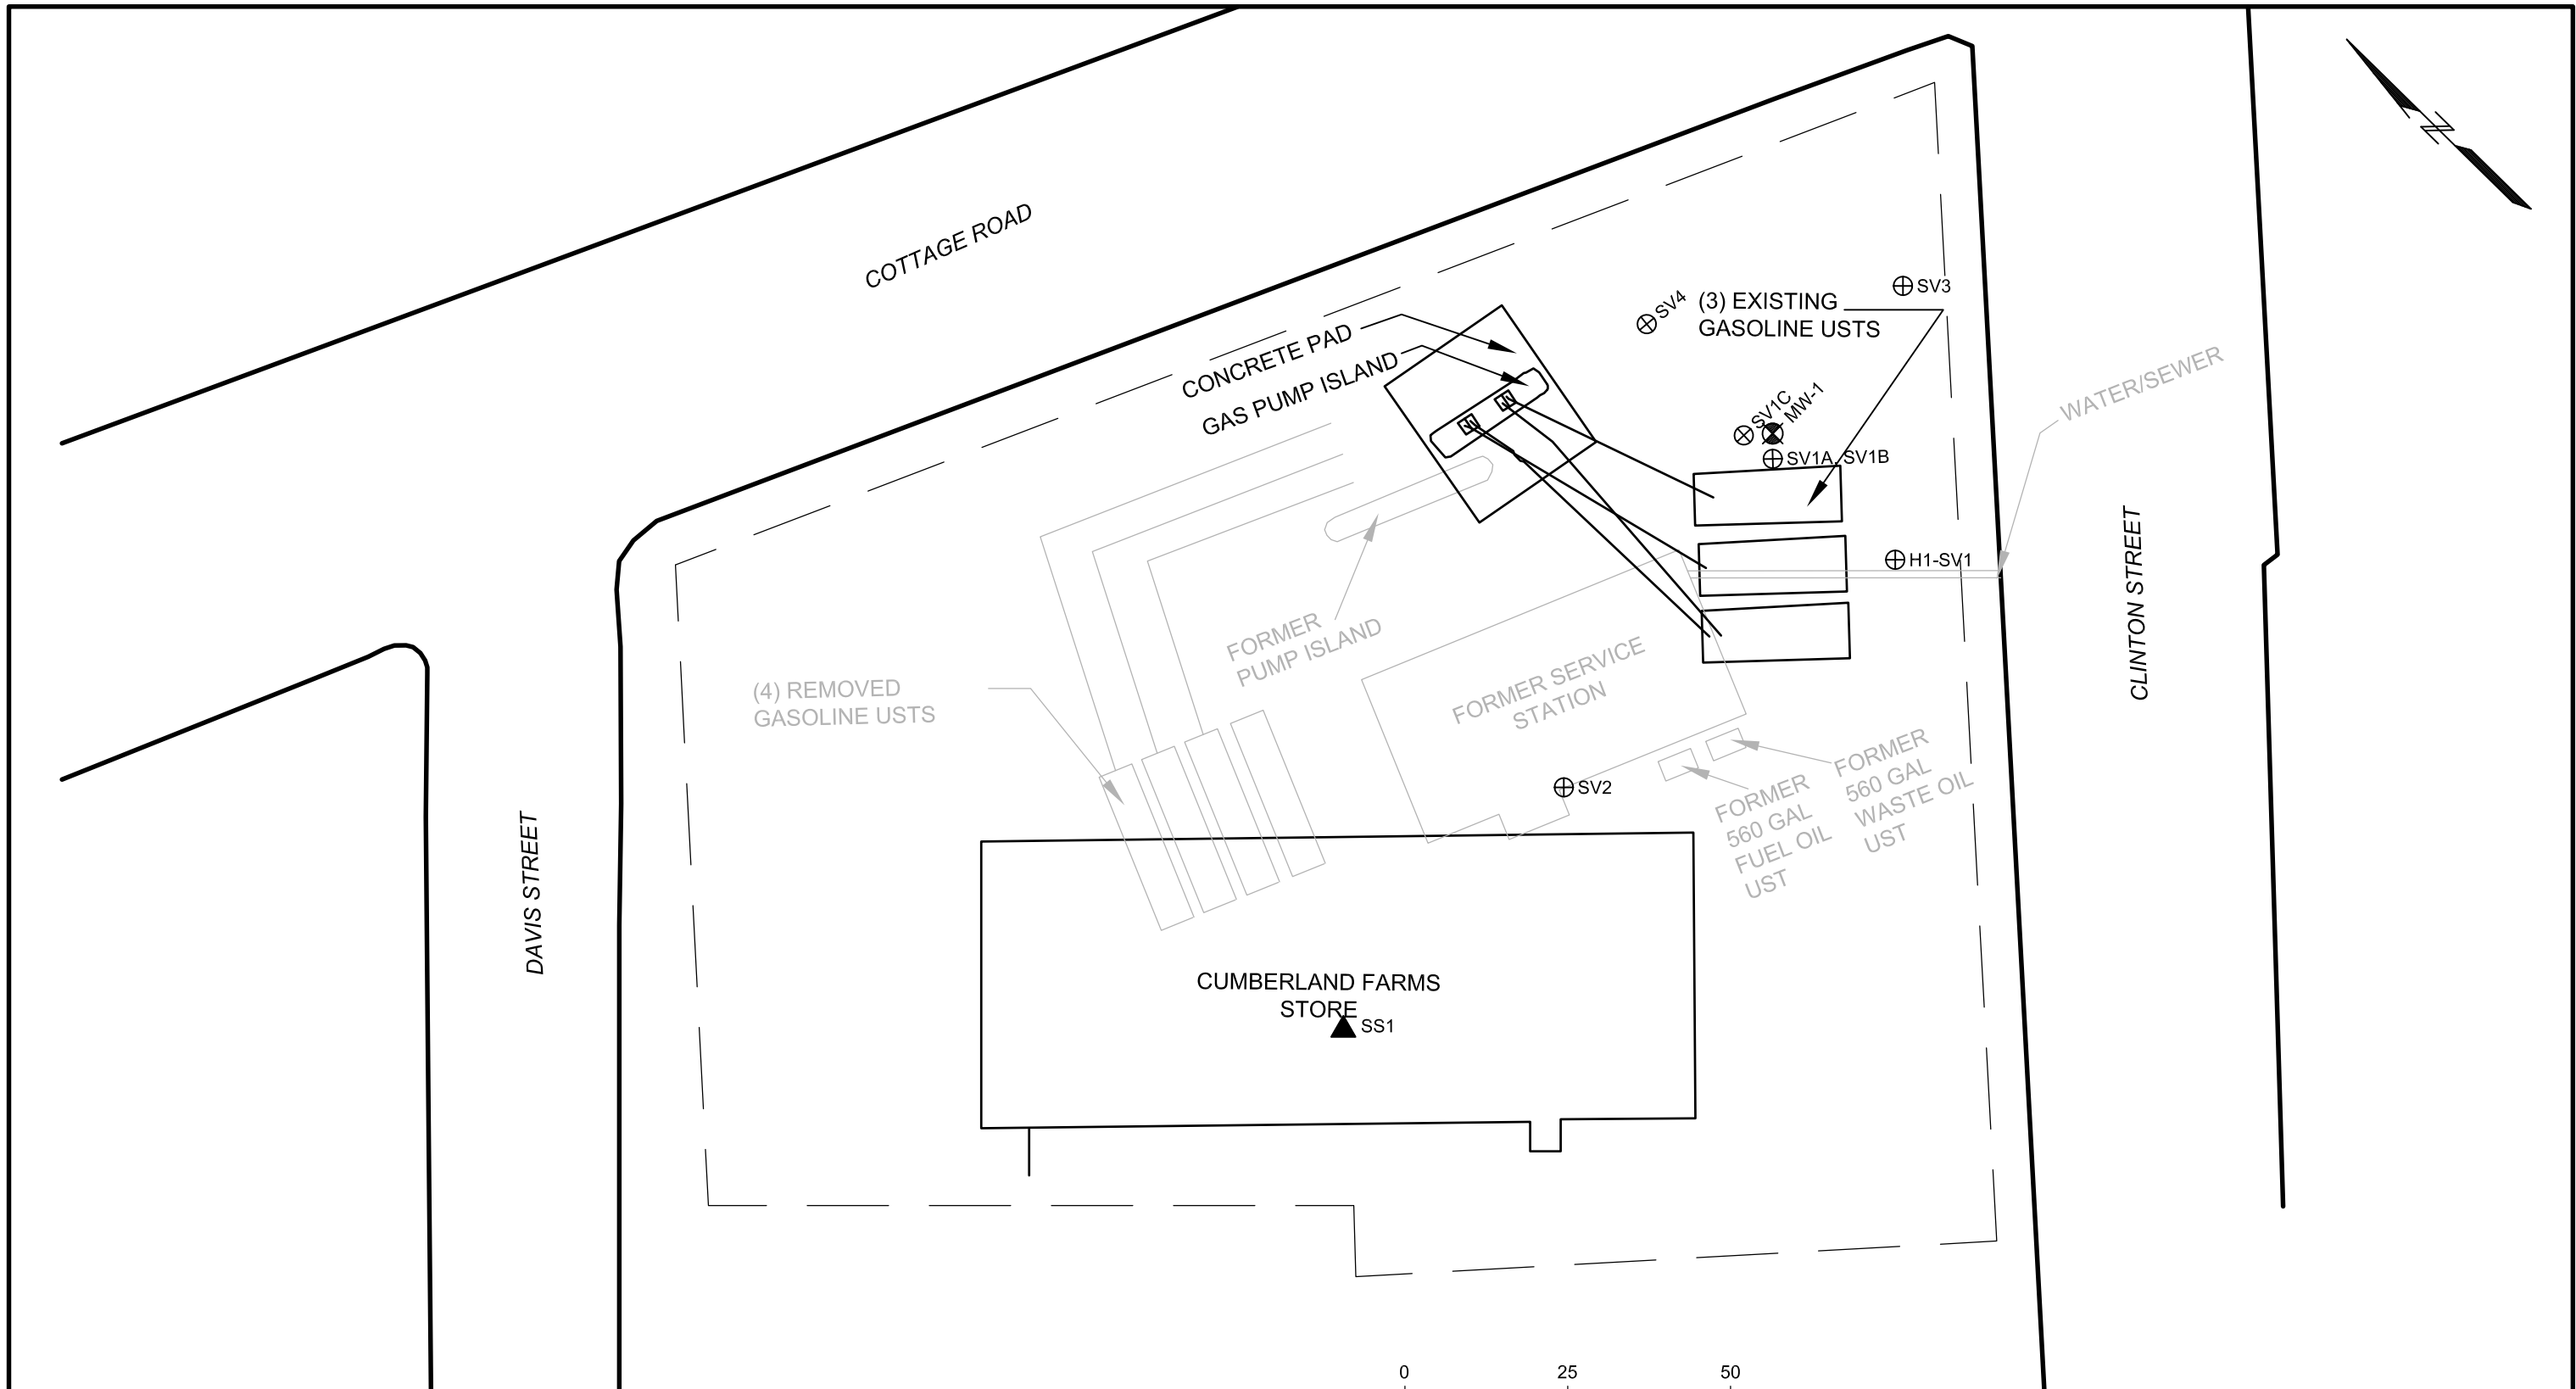 N
COTTAGE ROAD
SV3
SV4
(3) EXISTING
GASOLINE USTS
CONCRETE PAD
GAS PUMP ISLAND
WATER/SEWER
SV1C
MW-1
SV1A, SV1B
H1-SV1
CLINTON STREET
FORMER
PUMP ISLAND
FORMER SERVICE
STATION
(4) REMOVED
GASOLINE USTS
FORMER
560 GAL
WASTE OIL
UST
FORMER
560 GAL
FUEL OIL
UST
SV2
DAVIS STREET
CUMBERLAND FARMS
STORE
SS1
0 25 50